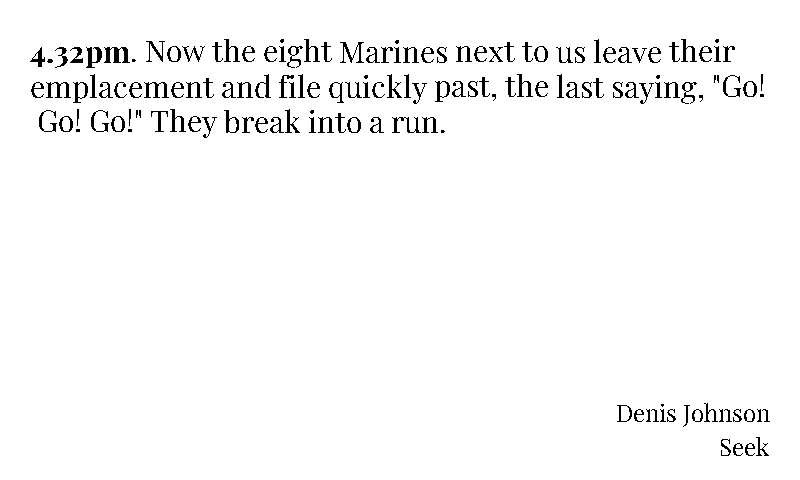 4.32pm. Now the eight Marines next to us leave their
emplacement and file quickly past, the last saying, "Go!
Go! Go!" They break into a run.
Denis Johnson
Seek